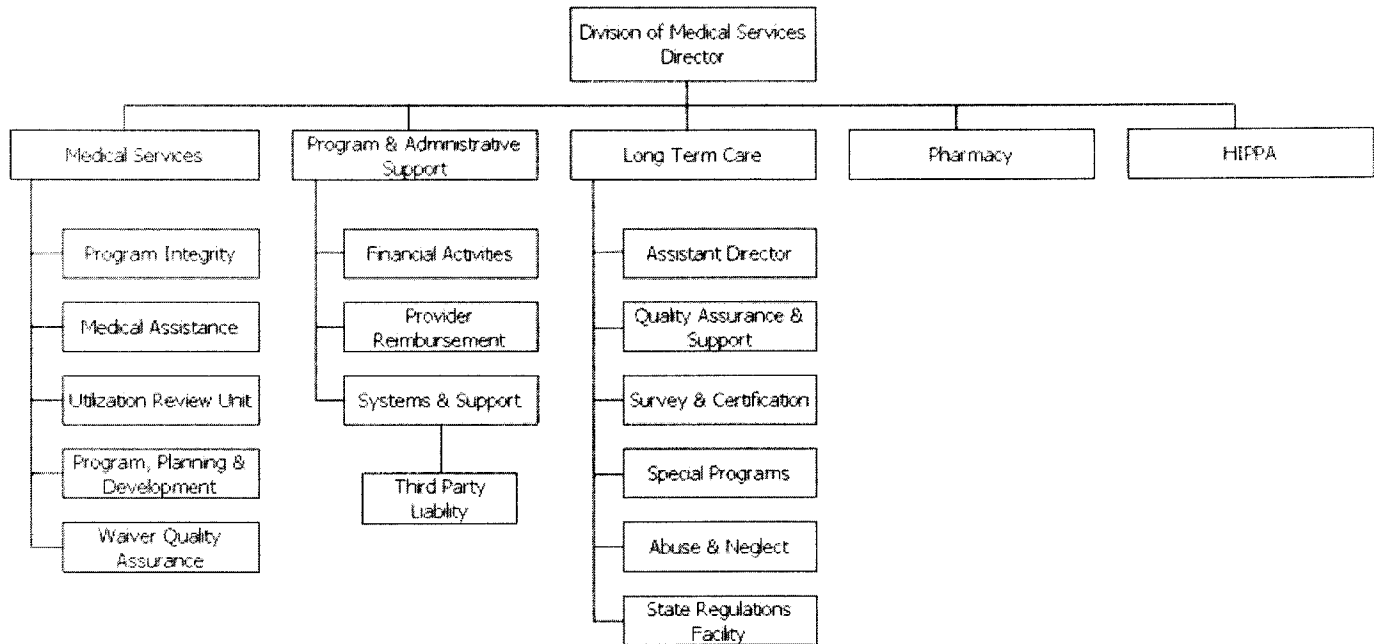 Division of Medical Services
Director
Medical Services
Program & Administrative
Support
Long Term Care
Pharmacy
HIPPA
Program Integrity
Medical Assistance
Utilization Review Unit
Program, Planning &
Development
Waiver Quality
Assurance
Financial Activities
Provider
Reimbursement
Systems & Support
Third Party
Liability
Assistant Director
Quality Assurance &
Support
Survey & Certification
Special Programs
Abuse & Neglect
State Regulations
Facility